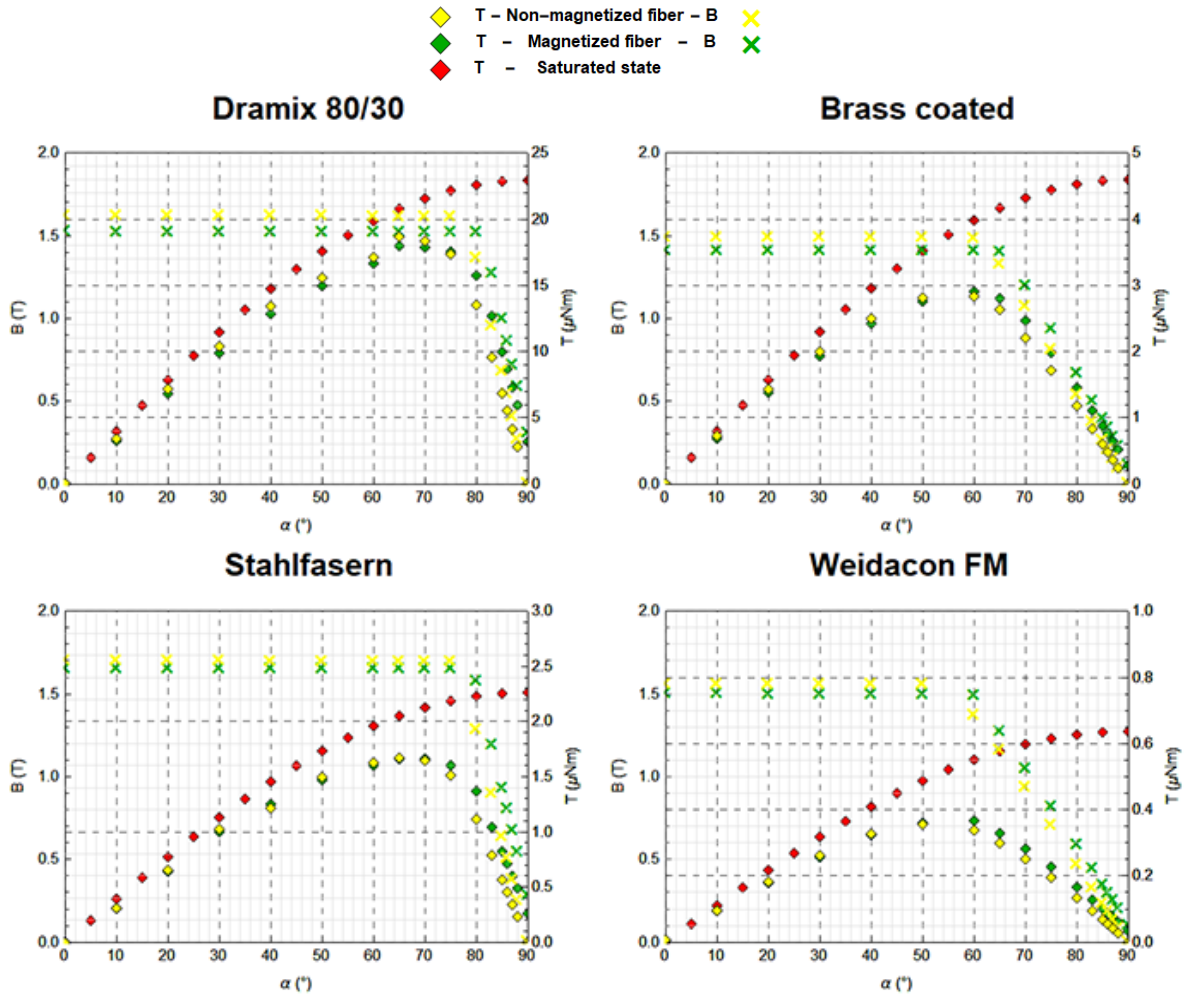 T – Non–magnetized fiber – B
T – Magnetized fiber – B
T – Saturated state
Dramix 80/30
Brass coated
2.0 25
1.5 20
1.0 15
0.5 10
0.0 5
0
B (T)
T (μNm)
0 10 20 30 40 50 60 70 80 90
α (°)
2.0 5
1.5 4
1.0 3
0.5 2
0.0 1
0
B (T)
T (μNm)
0 10 20 30 40 50 60 70 80 90
α (°)
Stahlfasern
Weidacon FM
2.0 3.0
1.5 2.5
1.0 2.0
0.5 1.5
0.0 1.0
0.5
0.0
B (T)
T (μNm)
0 10 20 30 40 50 60 70 80 90
α (°)
2.0 1.0
1.5 0.8
1.0 0.6
0.5 0.4
0.0 0.2
0.0
B (T)
T (μNm)
0 10 20 30 40 50 60 70 80 90
α (°)